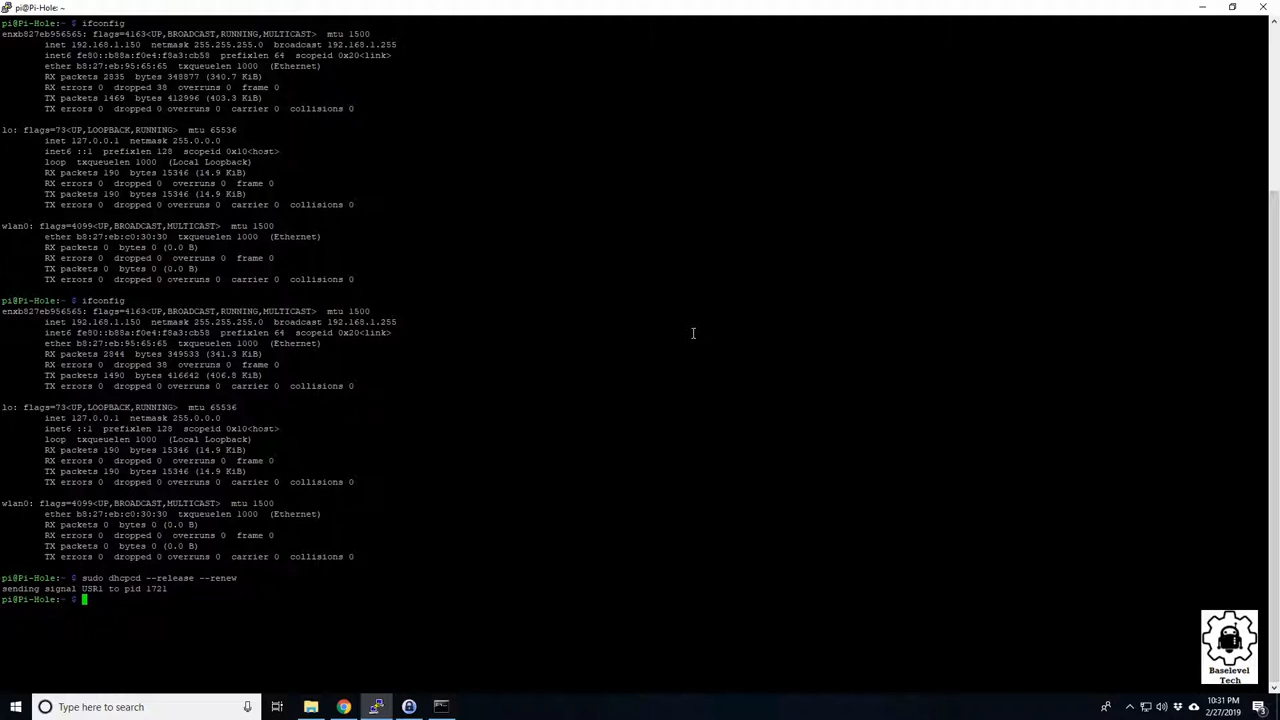 pi@Pi-Hole: ~
pi@Pi-Hole:~ $ ifconfig
enxb827eb956565: flags=4163<UP,BROADCAST,RUNNING,MULTICAST>  mtu 1500
inet 192.168.1.150  netmask 255.255.255.0  broadcast 192.168.1.255
inet6 fe80::b88a:f0e4:f8a3:cb58  prefixlen 64  scopeid 0x20<link>
ether b8:27:eb:95:65:65  txqueuelen 1000  (Ethernet)
RX packets 2835  bytes 348877 (340.7 KiB)
RX errors 0  dropped 38  overruns 0  frame 0
TX packets 1469  bytes 412996 (403.3 KiB)
TX errors 0  dropped 0 overruns 0  carrier 0  collisions 0
lo: flags=73<UP,LOOPBACK,RUNNING>  mtu 65536
inet 127.0.0.1  netmask 255.0.0.0
inet6 ::1  prefixlen 128  scopeid 0x10<host>
loop  txqueuelen 1000  (Local Loopback)
RX packets 190  bytes 15346 (14.9 KiB)
RX errors 0  dropped 0  overruns 0  frame 0
TX packets 190  bytes 15346 (14.9 KiB)
TX errors 0  dropped 0 overruns 0  carrier 0  collisions 0
wlan0: flags=4099<UP,BROADCAST,MULTICAST>  mtu 1500
ether b8:27:eb:c0:30:30  txqueuelen 1000  (Ethernet)
RX packets 0  bytes 0 (0.0 B)
RX errors 0  dropped 0  overruns 0  frame 0
TX packets 0  bytes 0 (0.0 B)
TX errors 0  dropped 0 overruns 0  carrier 0  collisions 0
pi@Pi-Hole:~ $ ifconfig
enxb827eb956565: flags=4163<UP,BROADCAST,RUNNING,MULTICAST>  mtu 1500
inet 192.168.1.150  netmask 255.255.255.0  broadcast 192.168.1.255
inet6 fe80::b88a:f0e4:f8a3:cb58  prefixlen 64  scopeid 0x20<link>
ether b8:27:eb:95:65:65  txqueuelen 1000  (Ethernet)
RX packets 2844  bytes 349533 (341.3 KiB)
RX errors 0  dropped 38  overruns 0  frame 0
TX packets 1490  bytes 416642 (406.8 KiB)
TX errors 0  dropped 0 overruns 0  carrier 0  collisions 0
lo: flags=73<UP,LOOPBACK,RUNNING>  mtu 65536
inet 127.0.0.1  netmask 255.0.0.0
inet6 ::1  prefixlen 128  scopeid 0x10<host>
loop  txqueuelen 1000  (Local Loopback)
RX packets 190  bytes 15346 (14.9 KiB)
RX errors 0  dropped 0  overruns 0  frame 0
TX packets 190  bytes 15346 (14.9 KiB)
TX errors 0  dropped 0 overruns 0  carrier 0  collisions 0
wlan0: flags=4099<UP,BROADCAST,MULTICAST>  mtu 1500
ether b8:27:eb:c0:30:30  txqueuelen 1000  (Ethernet)
RX packets 0  bytes 0 (0.0 B)
RX errors 0  dropped 0  overruns 0  frame 0
TX packets 0  bytes 0 (0.0 B)
TX errors 0  dropped 0 overruns 0  carrier 0  collisions 0
pi@Pi-Hole:~ $ sudo dhcpcd --release --renew
sending signal USR1 to pid 1721
pi@Pi-Hole:~ $
Baselevel
Tech
Type here to search
10:31 PM
2/27/2019
3